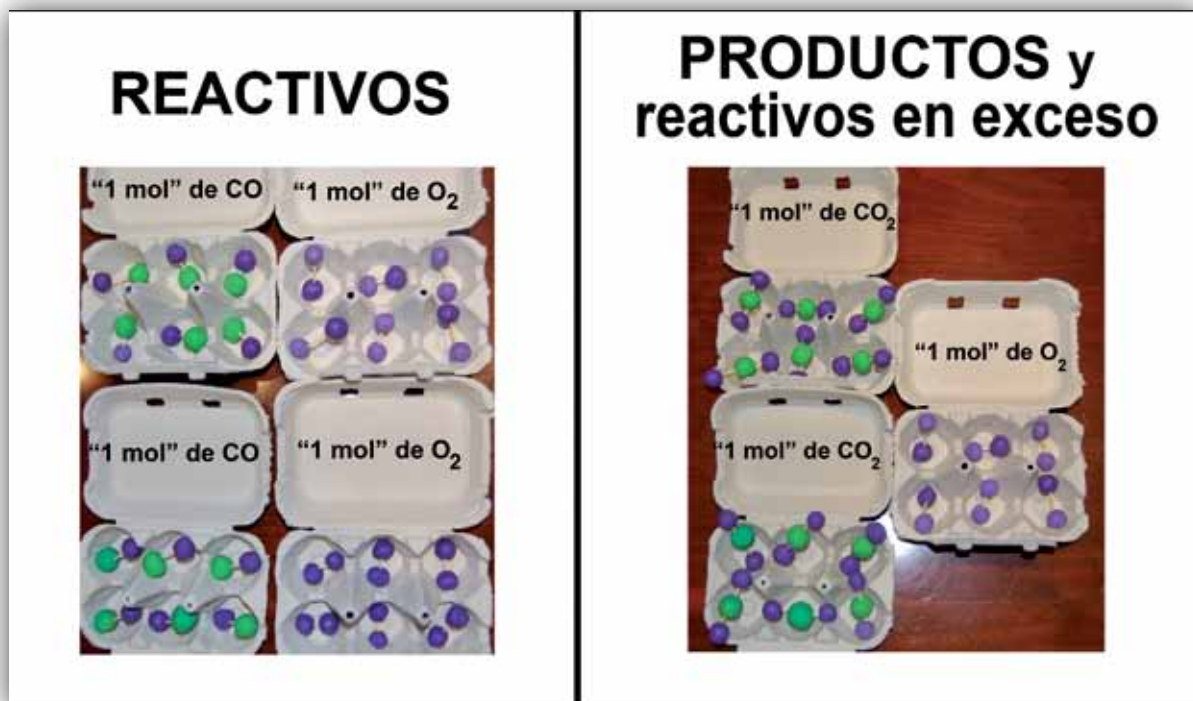 REACTIVOS
“1 mol” de CO
“1 mol” de O₂
“1 mol” de CO
“1 mol” de O₂
PRODUCTOS y
reactivos en exceso
“1 mol” de CO₂
“1 mol” de O₂
“1 mol” de CO₂